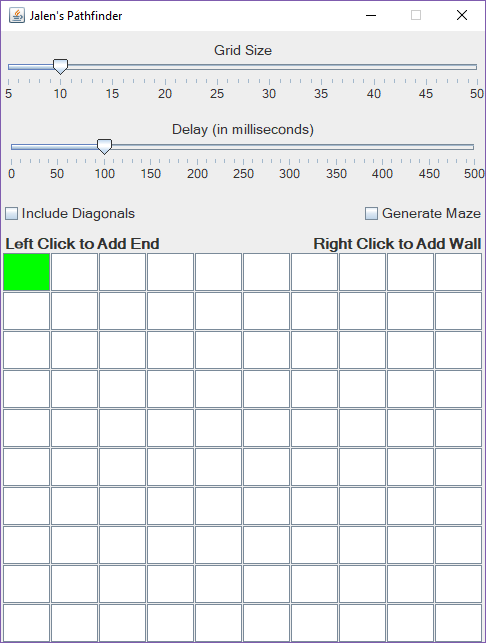 Jalen's Pathfinder
Grid Size
5 10 15 20 25 30 35 40 45 50
Delay (in milliseconds)
0 50 100 150 200 250 300 350 400 450 500
Include Diagonals Generate Maze
Left Click to Add End Right Click to Add Wall